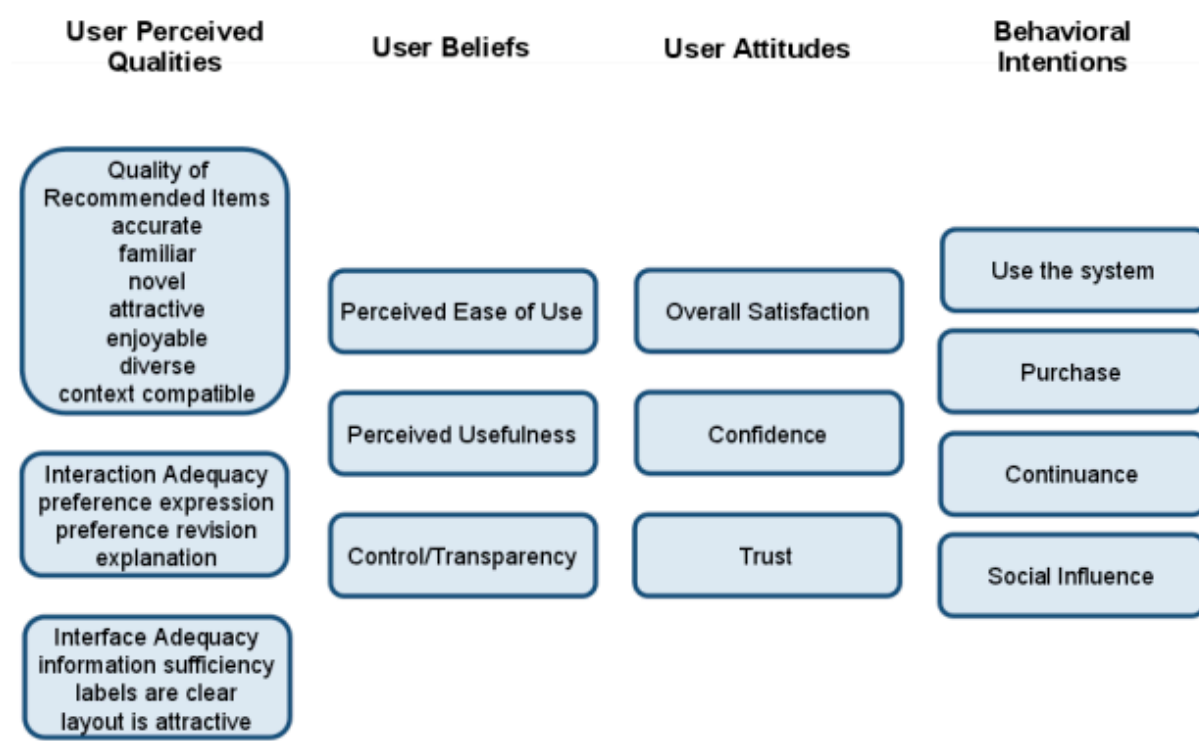 User Perceived
Qualities
User Beliefs
User Attitudes
Behavioral
Intentions
Quality of
Recommended Items
accurate
familiar
novel
attractive
enjoyable
diverse
context compatible
Interaction Adequacy
preference expression
preference revision
explanation
Interface Adequacy
information sufficiency
labels are clear
layout is attractive
Perceived Ease of Use
Perceived Usefulness
Control/Transparency
Overall Satisfaction
Confidence
Trust
Use the system
Purchase
Continuance
Social Influence